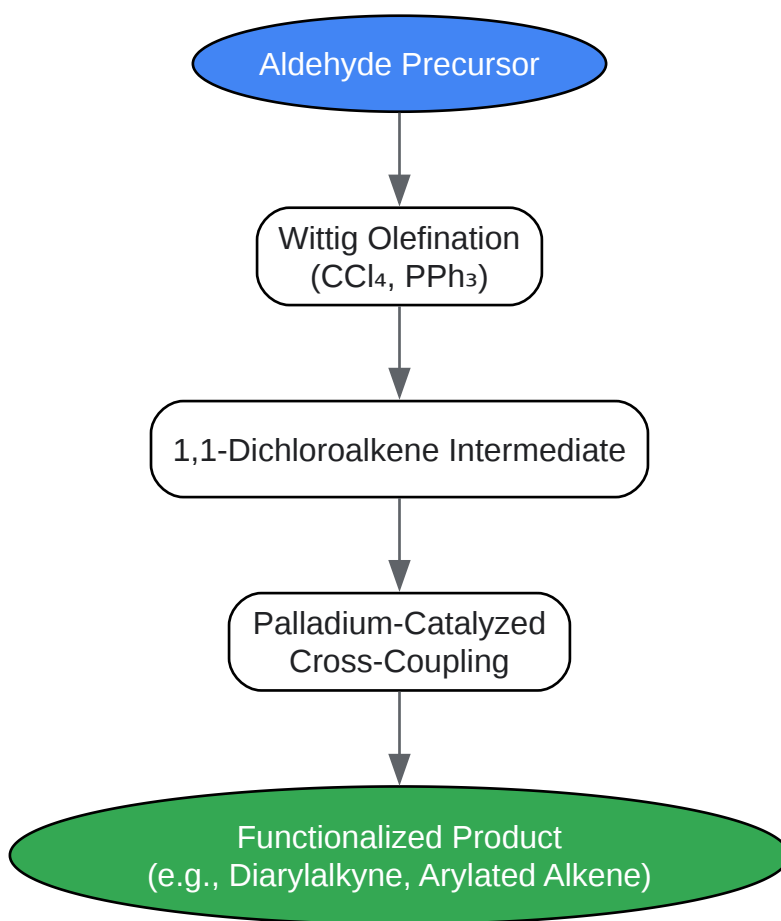 Aldehyde Precursor
Wittig Olefination
(CCl₄, PPh₃)
1,1-Dichloroalkene Intermediate
Palladium-Catalyzed
Cross-Coupling
Functionalized Product
(e.g., Diarylalkyne, Arylated Alkene)